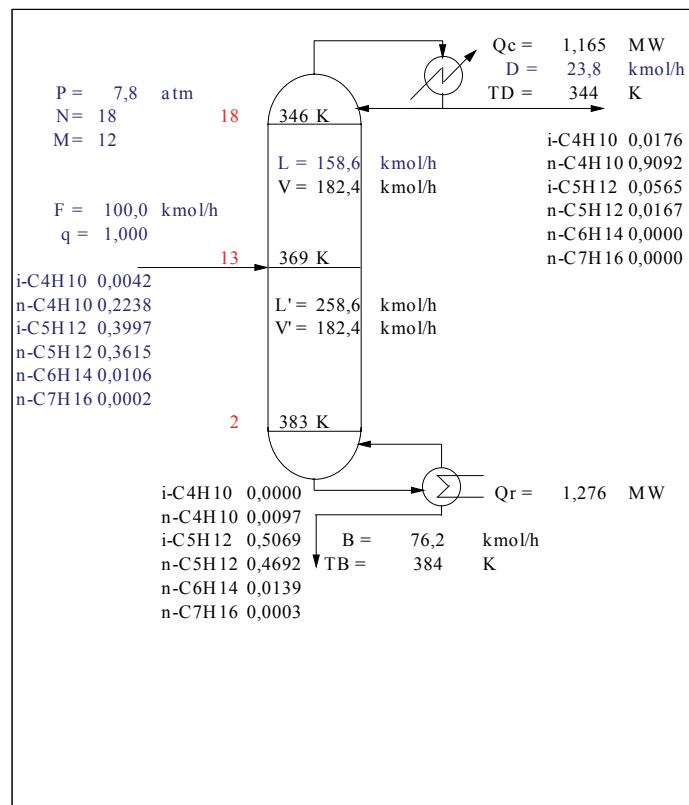 Qc = 1,165 MW
D = 23,8 kmol/h
TD = 344 K
P = 7,8 atm
N= 18
M= 12
18
346 K
i-C4H10 0,0176
n-C4H10 0,9092
i-C5H12 0,0565
n-C5H12 0,0167
n-C6H14 0,0000
n-C7H16 0,0000
L = 158,6 kmol/h
V = 182,4 kmol/h
F = 100,0 kmol/h
q = 1,000
13
369 K
i-C4H10 0,0042
n-C4H10 0,2238
i-C5H12 0,3997
n-C5H12 0,3615
n-C6H14 0,0106
n-C7H16 0,0002
L' = 258,6 kmol/h
V' = 182,4 kmol/h
2
383 K
i-C4H10 0,0000
n-C4H10 0,0097
i-C5H12 0,5069
n-C5H12 0,4692
n-C6H14 0,0139
n-C7H16 0,0003
Qr = 1,276 MW
B = 76,2 kmol/h
TB = 384 K